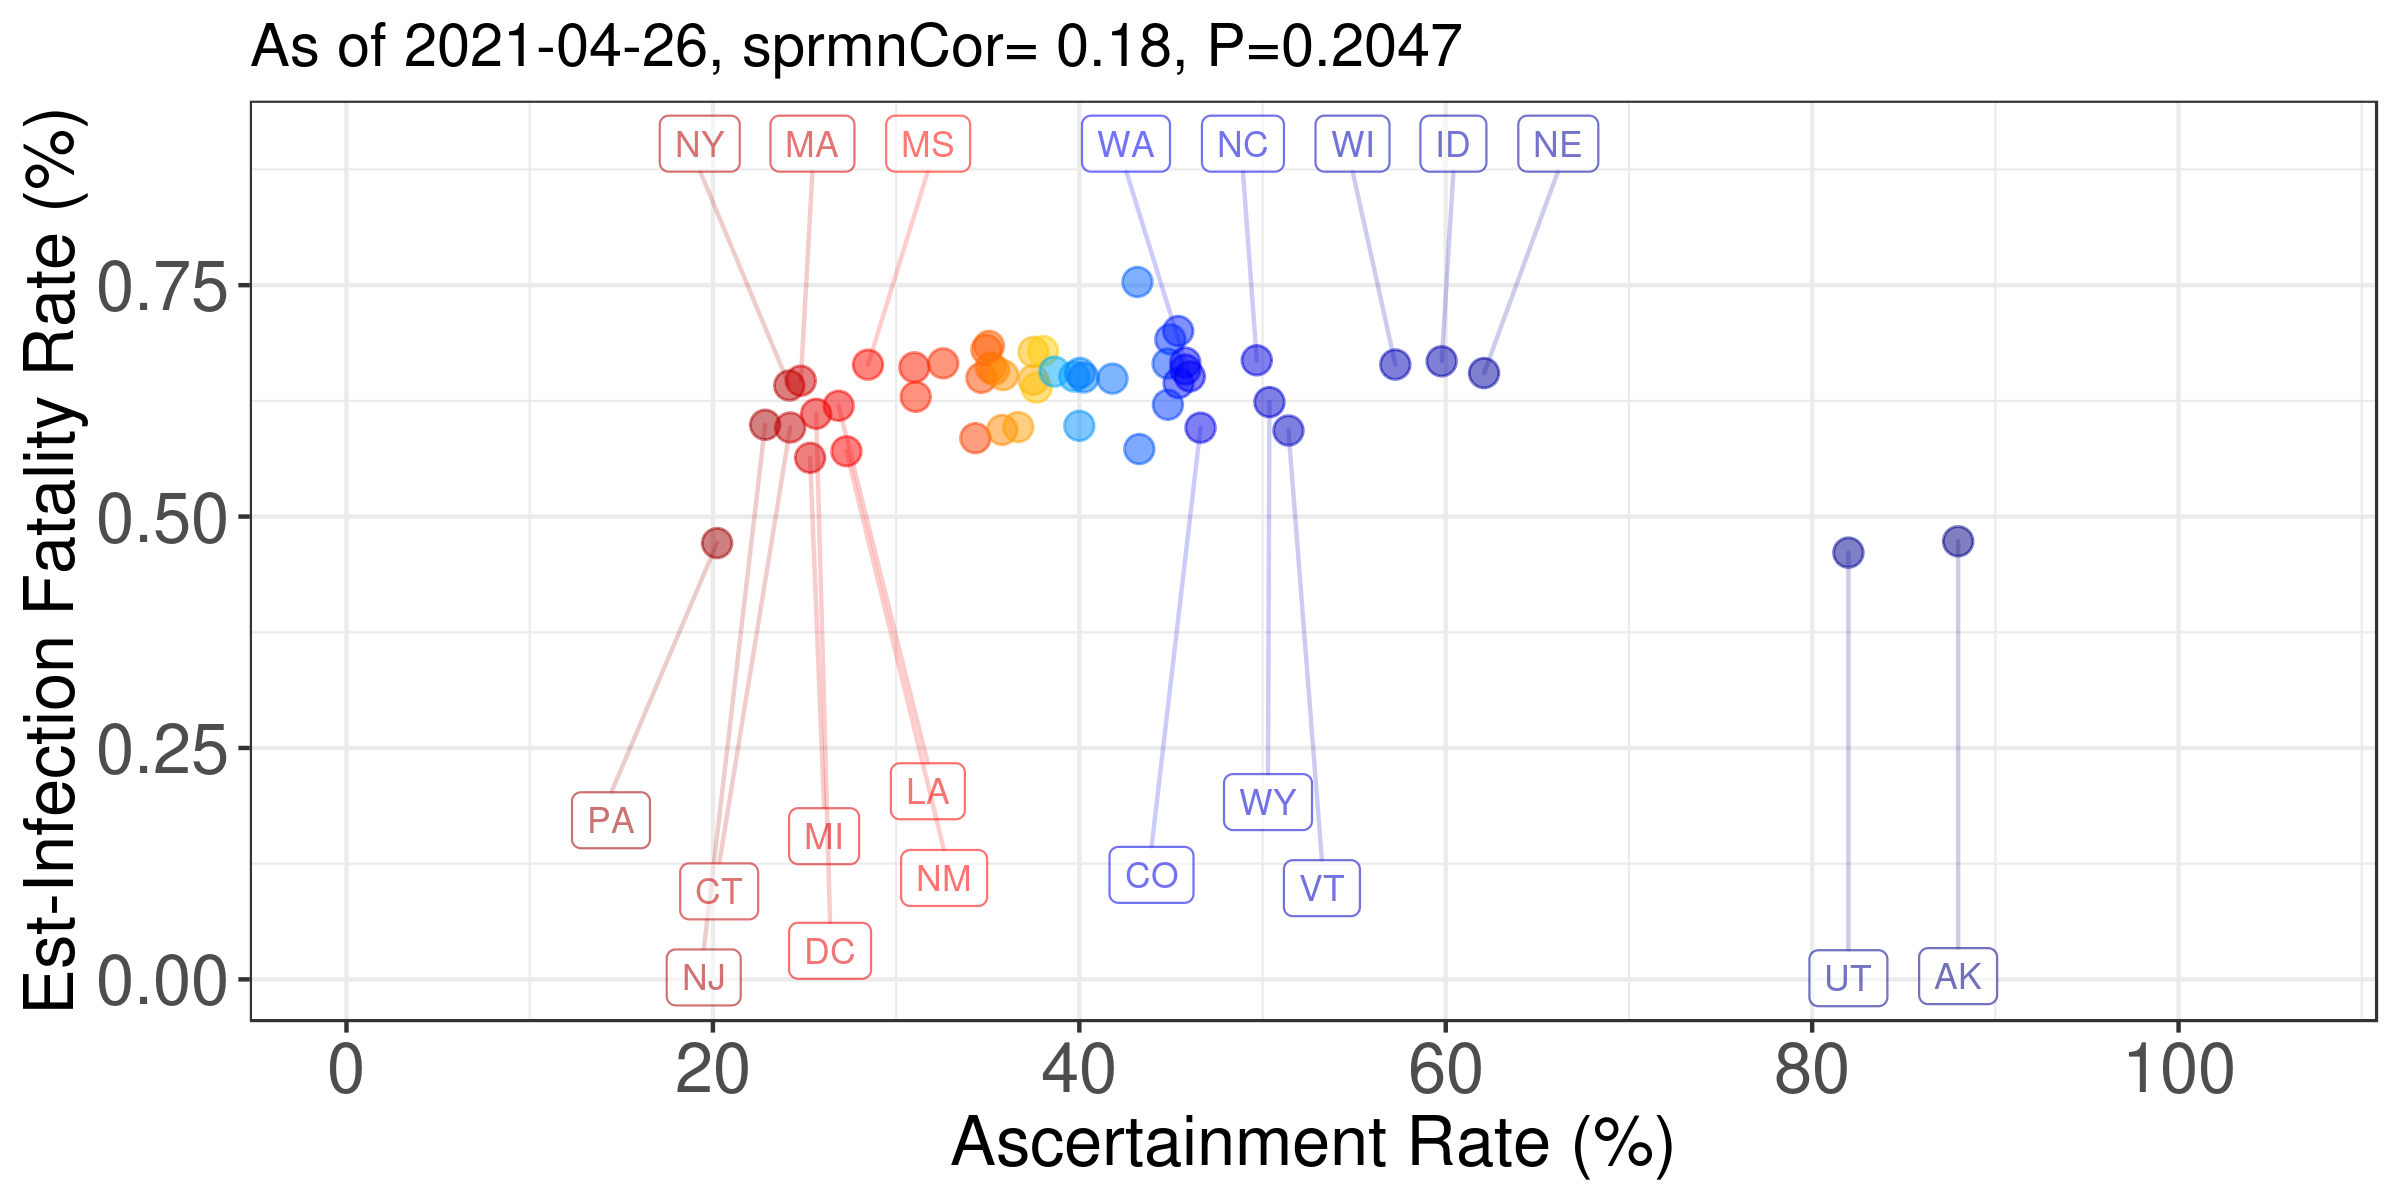 As of 2021-04-26, sprmnCor= 0.18, P=0.2047
Est-Infection Fatality Rate (%)
NY MA MS WA NC WI ID NE
0.75
0.50
0.25
LA
WY
PA
MI
CO
NM
VT
CT
DC
NJ
UT AK
0.00
0 20 40 60 80 100
Ascertainment Rate (%)